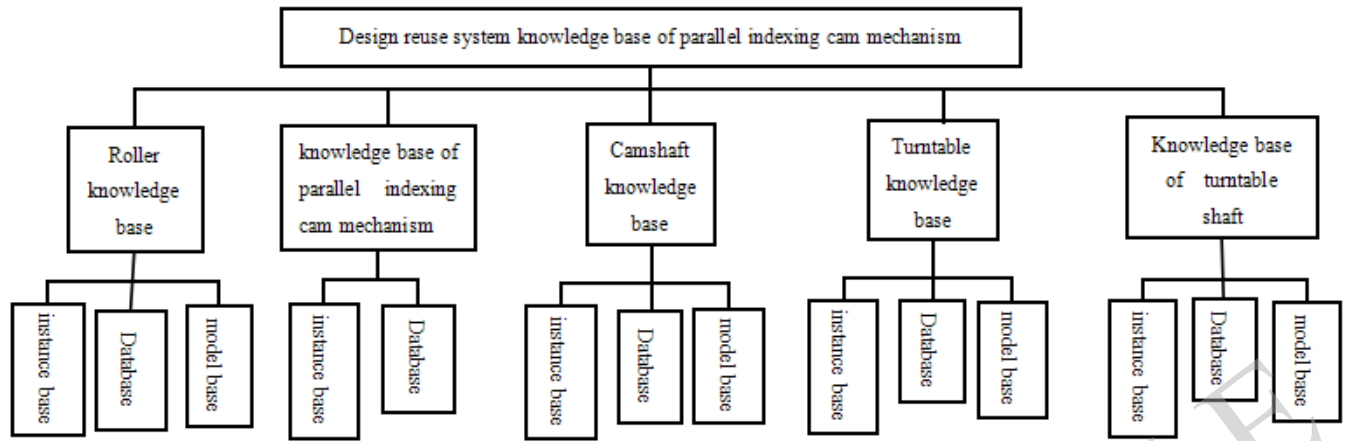 Design reuse system knowledge base of parallel indexing cam mechanism
Roller
knowledge
base
knowledge base of
parallel indexing
cam mechanism
Camshaft
knowledge
base
Turntable
knowledge
base
Knowledge base
of turntable
shaft
instance base
Database
model base
instance base
Database
instance base
Database
model base
instance base
Database
model base
instance base
Database
model base
E